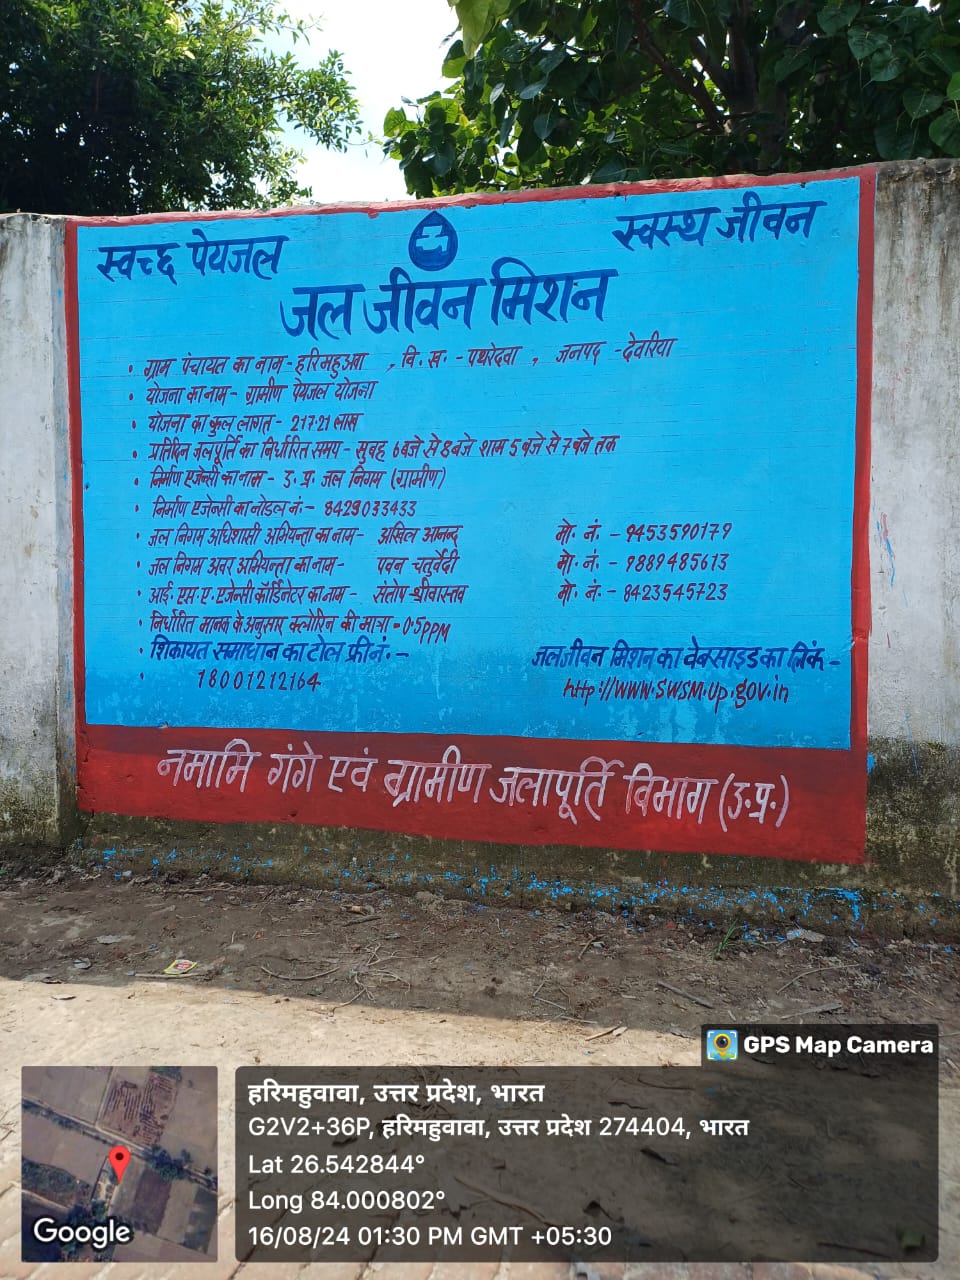 स्वच्छ पेयजल
स्वस्थ जीवन
जल जीवन मिशन
• ग्राम पंचायत का नाम - हरिमहुअवा , वि. ख. - पथरदेवा , जनपद - देवरिया
• योजना का नाम - ग्रामीण पेयजल योजना
• योजना का कुल लागत - 217.21 लाख
• प्रतिदिन जलपूर्ति का निर्धारित समय - सुबह 6 बजे से 8 बजे शाम 5 बजे से 7 बजे तक
• निर्माण एजेन्सी का नाम - उ. प्र. जल निगम (ग्रामीण)
• निर्माण एजेन्सी का नोडल नं:- 8429033433
• जल निगम अधिशासी अभियन्ता का नाम - अखिल आनन्द मो. नं. - 9453590179
• जल निगम अवर अभियन्ता का नाम - पवन चतुर्वेदी मो. नं. - 9889485613
• आई. एस. ए. एजेन्सी कॉर्डिनेटर का नाम - संतोष श्रीवास्तव मो. नं. - 8423545723
• निर्धारित मानक के अनुसार क्लोरिन की मात्रा = 0.5 PPM
• शिकायत समाधान का टोल फ्री नं. -
जल जीवन मिशन का वेबसाइड का लिंक -
• 18001212164
http://www.swsm.up.gov.in
नमामि गंगे एवं ग्रामीण जलापूर्ति विभाग (उ.प्र.)
GPS Map Camera
हरिमहुवावा, उत्तर प्रदेश, भारत
G2V2+36P, हरिमहुवावा, उत्तर प्रदेश 274404, भारत
Lat 26.542844°
Long 84.000802°
16/08/24 01:30 PM GMT +05:30
Google